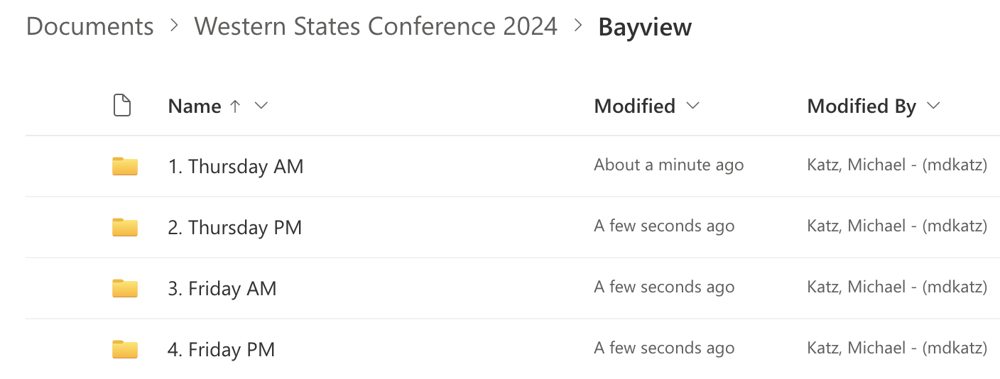 Documents > Western States Conference 2024 > Bayview
Name ↑ Modified Modified By
1. Thursday AM About a minute ago Katz, Michael - (mdkatz)
2. Thursday PM A few seconds ago Katz, Michael - (mdkatz)
3. Friday AM A few seconds ago Katz, Michael - (mdkatz)
4. Friday PM A few seconds ago Katz, Michael - (mdkatz)